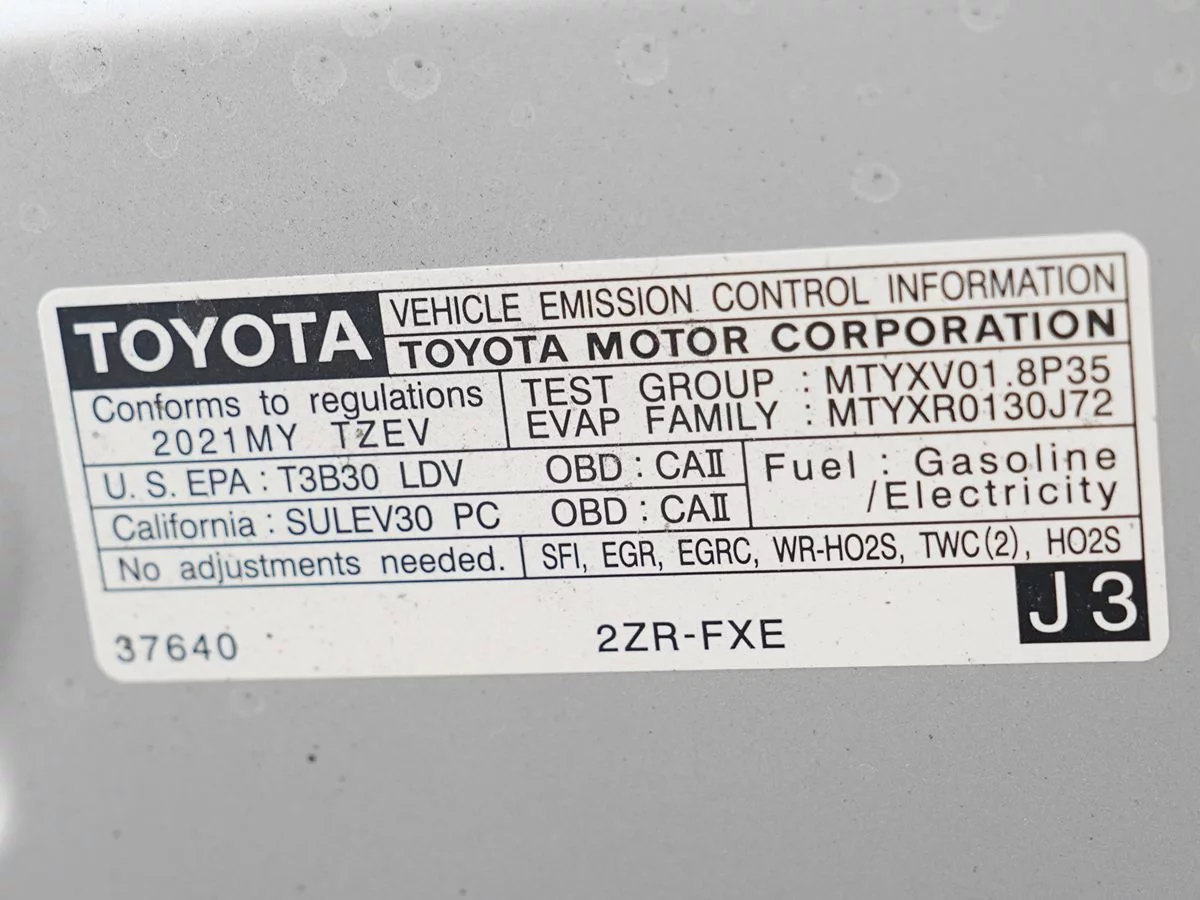 TOYOTA
VEHICLE EMISSION CONTROL INFORMATION
TOYOTA MOTOR CORPORATION
Conforms to regulations
2021MY TZEV
TEST GROUP : MTYXV01.8P35
EVAP FAMILY : MTYXR0130J72
U. S. EPA : T3B30 LDV OBD : CAⅡ
California : SULEV30 PC OBD : CAⅡ
Fuel : Gasoline
/Electricity
No adjustments needed.
SFI, EGR, EGRC, WR-HO2S, TWC(2), HO2S
37640
2ZR-FXE
J3